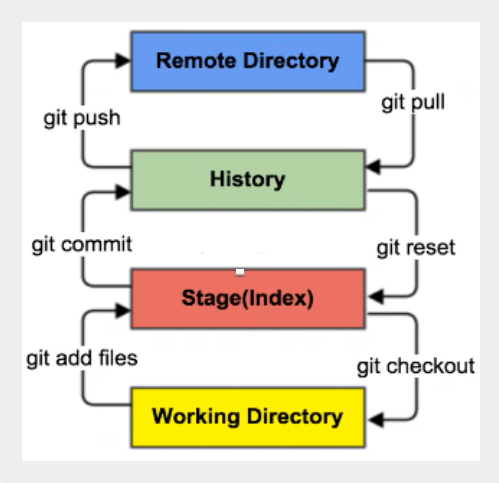 Remote Directory
git push
git pull
History
git commit
git reset
Stage(Index)
git add files
git checkout
Working Directory